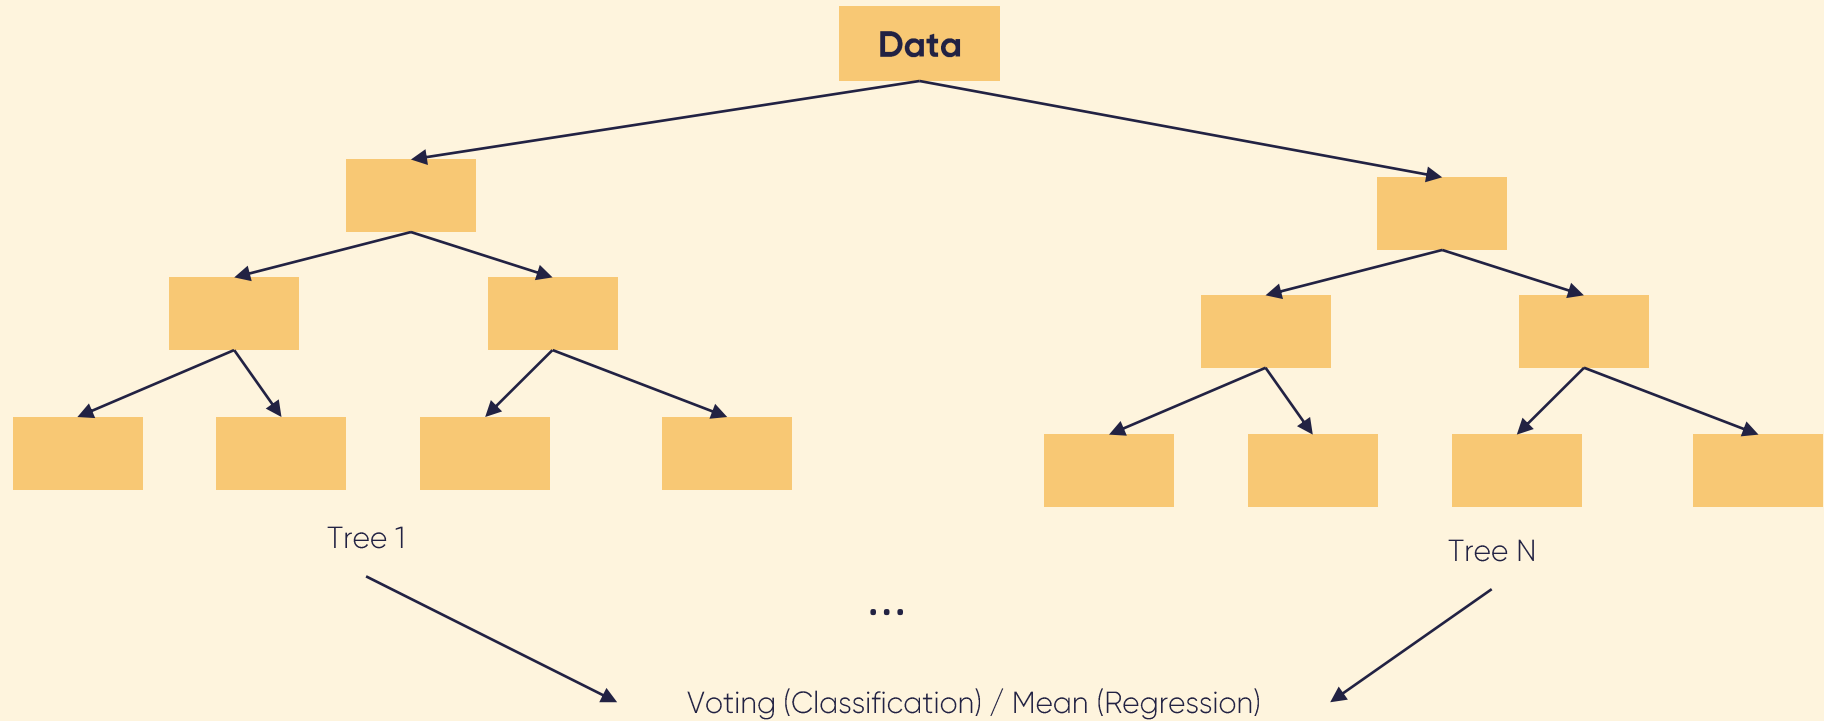 Data
Tree 1
Tree N
...
Voting (Classification) / Mean (Regression)